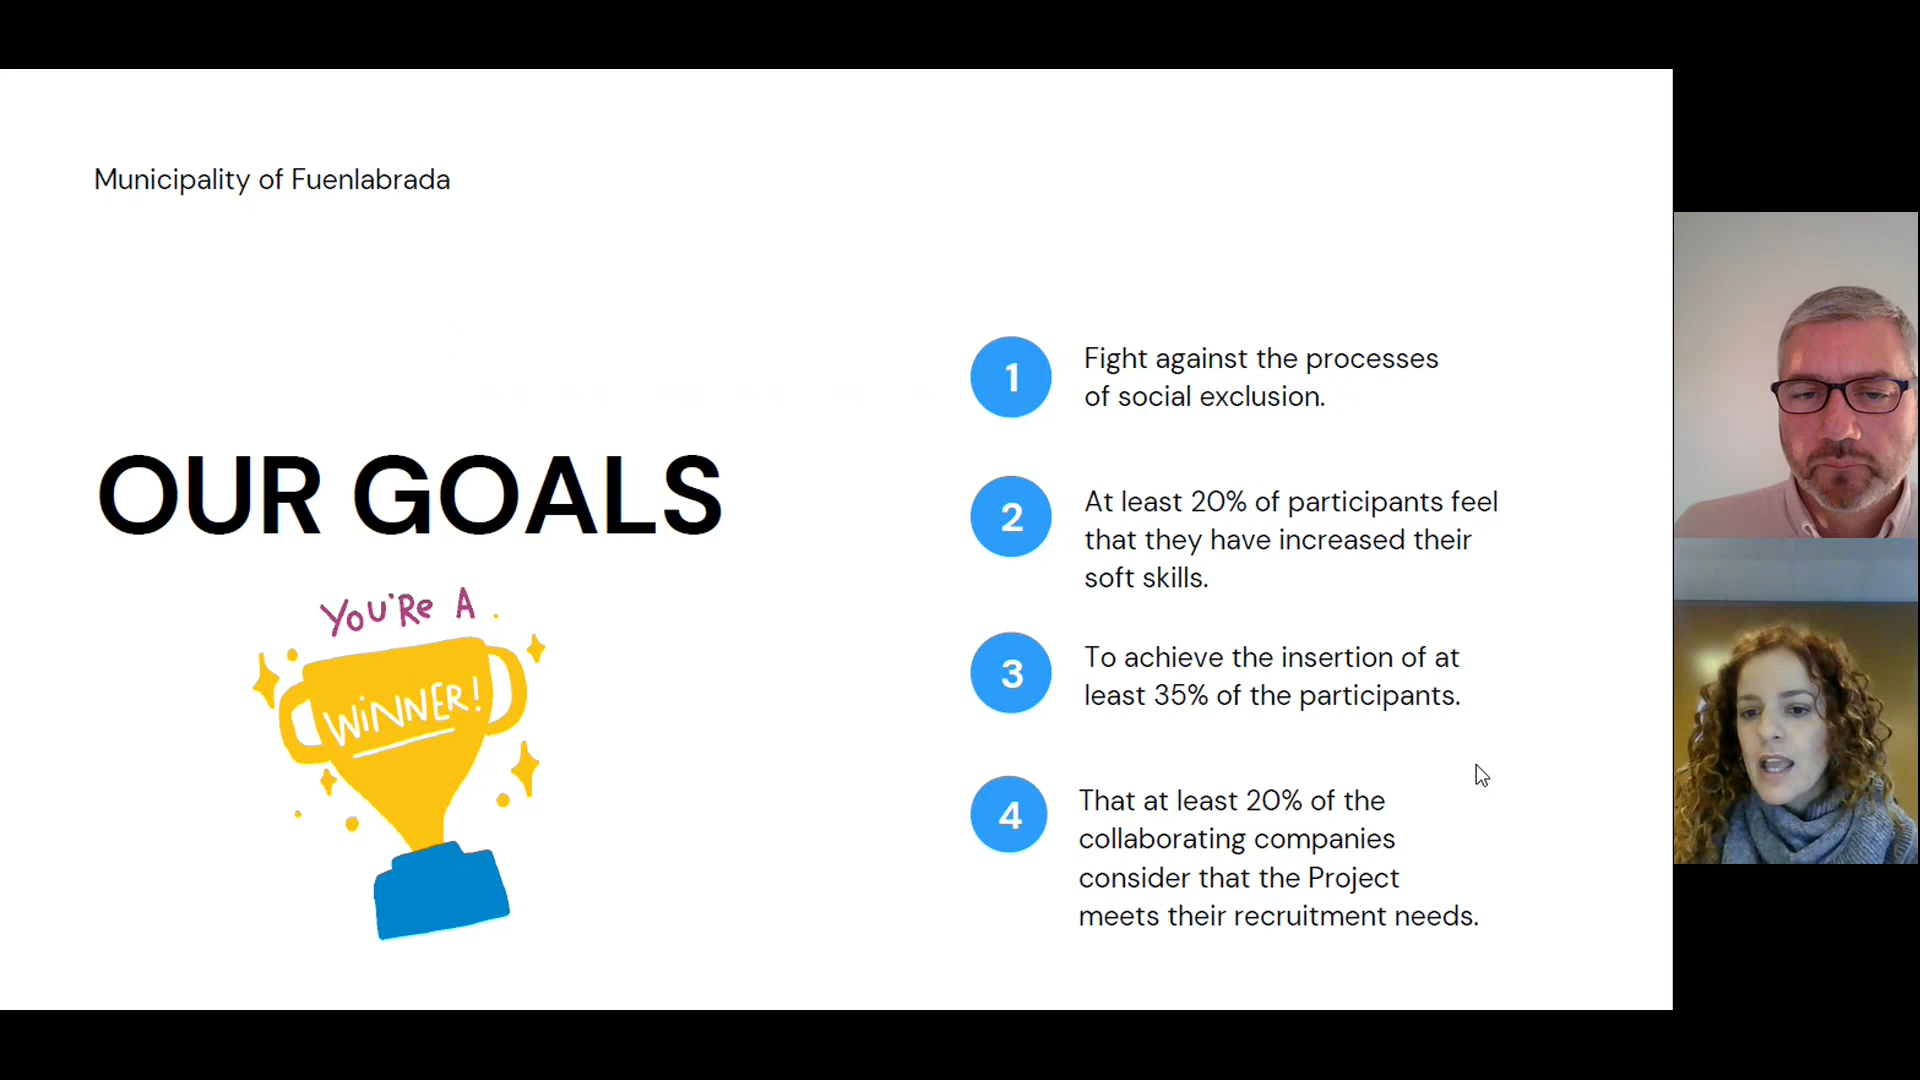 Municipality of Fuenlabrada
OUR GOALS
YOU'Re A
WiNNER!
1
Fight against the processes
of social exclusion.
2
At least 20% of participants feel
that they have increased their
soft skills.
3
To achieve the insertion of at
least 35% of the participants.
4
That at least 20% of the
collaborating companies
consider that the Project
meets their recruitment needs.